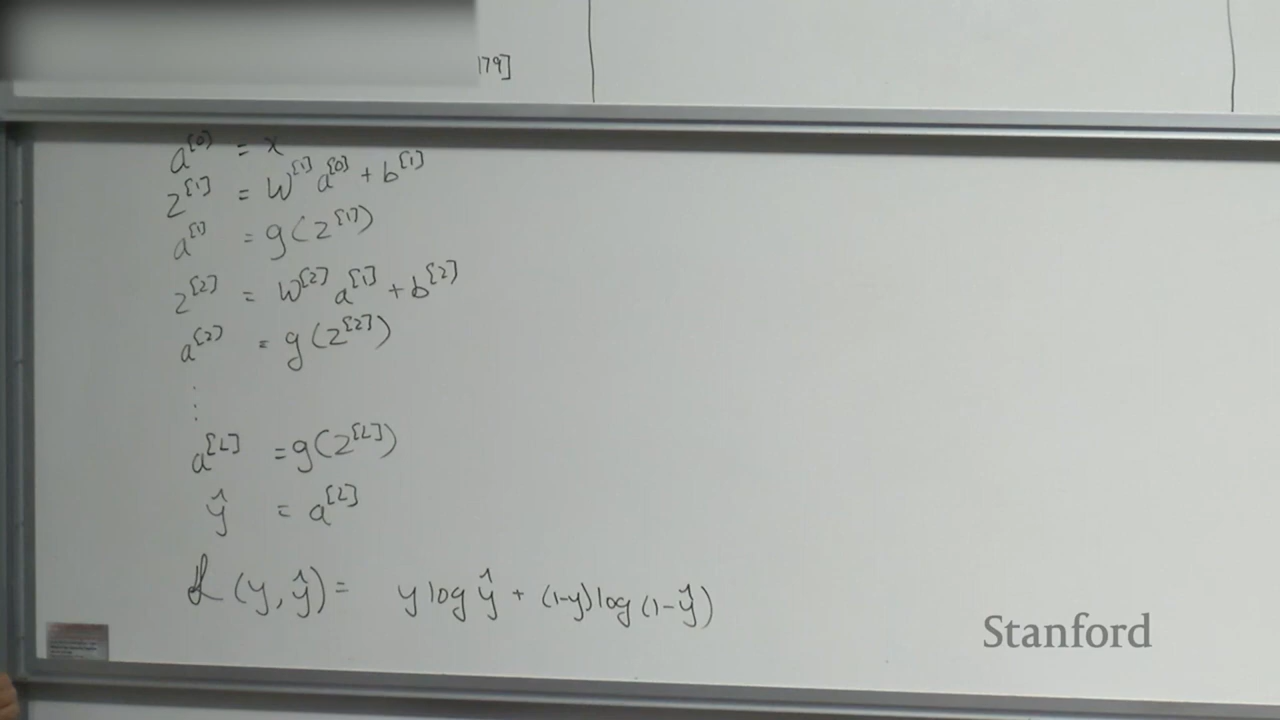 179]
a^[0] = x
z^[1] = W^[1] a^[0] + b^[1]
a^[1] = g(z^[1])
z^[2] = W^[2] a^[1] + b^[2]
a^[2] = g(z^[2])
⋮
a^[L] = g(z^[L])
ŷ = a^[L]
ℒ(y, ŷ) = y log ŷ + (1-y) log (1-ŷ)
Stanford